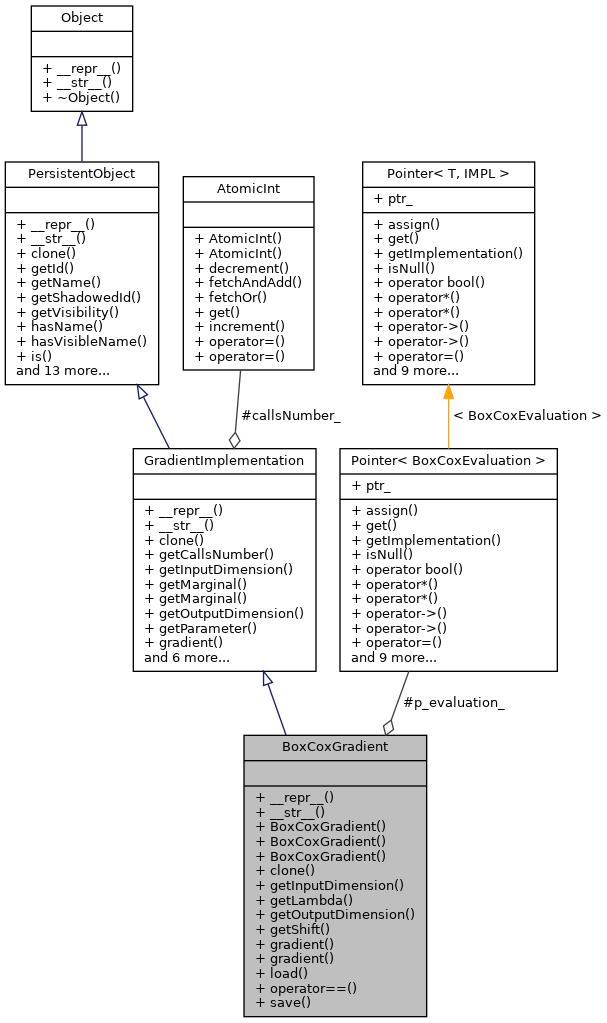 Object
+ __repr__()
+ __str__()
+ ~Object()
PersistentObject
+ __repr__()
+ __str__()
+ clone()
+ getId()
+ getName()
+ getShadowedId()
+ getVisibility()
+ hasName()
+ hasVisibleName()
+ is()
and 13 more...
AtomicInt
+ AtomicInt()
+ AtomicInt()
+ decrement()
+ fetchAndAdd()
+ fetchOr()
+ get()
+ increment()
+ operator=()
+ operator=()
Pointer< T, IMPL >
+ ptr_
+ assign()
+ get()
+ getImplementation()
+ isNull()
+ operator bool()
+ operator*()
+ operator*()
+ operator->()
+ operator->()
+ operator=()
and 9 more...
#callsNumber_
< BoxCoxEvaluation >
GradientImplementation
+ __repr__()
+ __str__()
+ clone()
+ getCallsNumber()
+ getInputDimension()
+ getMarginal()
+ getMarginal()
+ getOutputDimension()
+ getParameter()
+ gradient()
and 6 more...
Pointer< BoxCoxEvaluation >
+ ptr_
+ assign()
+ get()
+ getImplementation()
+ isNull()
+ operator bool()
+ operator*()
+ operator*()
+ operator->()
+ operator->()
+ operator=()
and 9 more...
#p_evaluation_
BoxCoxGradient
+ __repr__()
+ __str__()
+ BoxCoxGradient()
+ BoxCoxGradient()
+ BoxCoxGradient()
+ clone()
+ getInputDimension()
+ getLambda()
+ getOutputDimension()
+ getShift()
+ gradient()
+ gradient()
+ load()
+ operator==()
+ save()